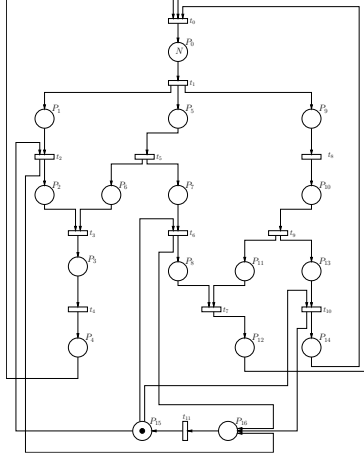 t₀
P₀
N
t₁
P₁
P₅
P₉
t₂
t₅
t₈
P₂
P₆
P₇
P₁₀
t₃
t₆
t₉
P₃
P₈
P₁₁
P₁₃
t₄
t₇
t₁₀
P₄
P₁₂
P₁₄
P₁₅
t₁₁
P₁₆